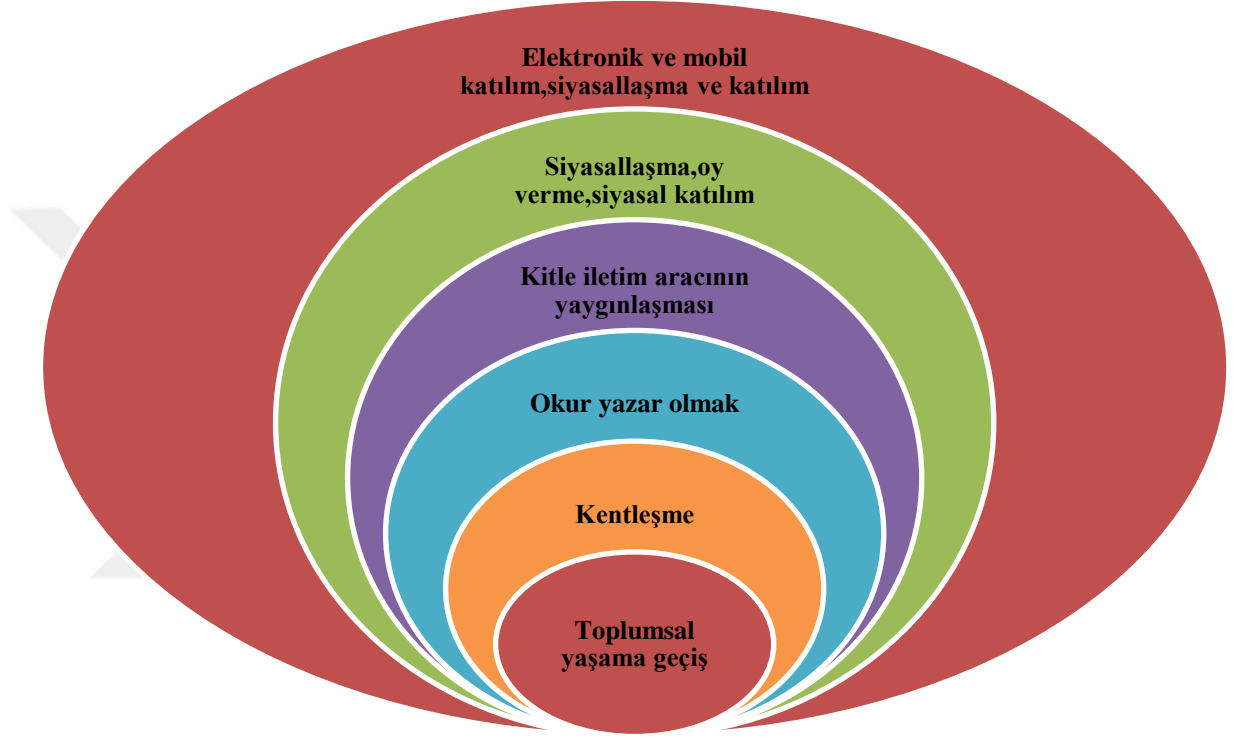 Elektronik ve mobil
katılım,siyasallaşma ve katılım
Siyasallaşma,oy
verme,siyasal katılım
Kitle iletim aracının
yaygınlaşması
Okur yazar olmak
Kentleşme
Toplumsal
yaşama geçiş